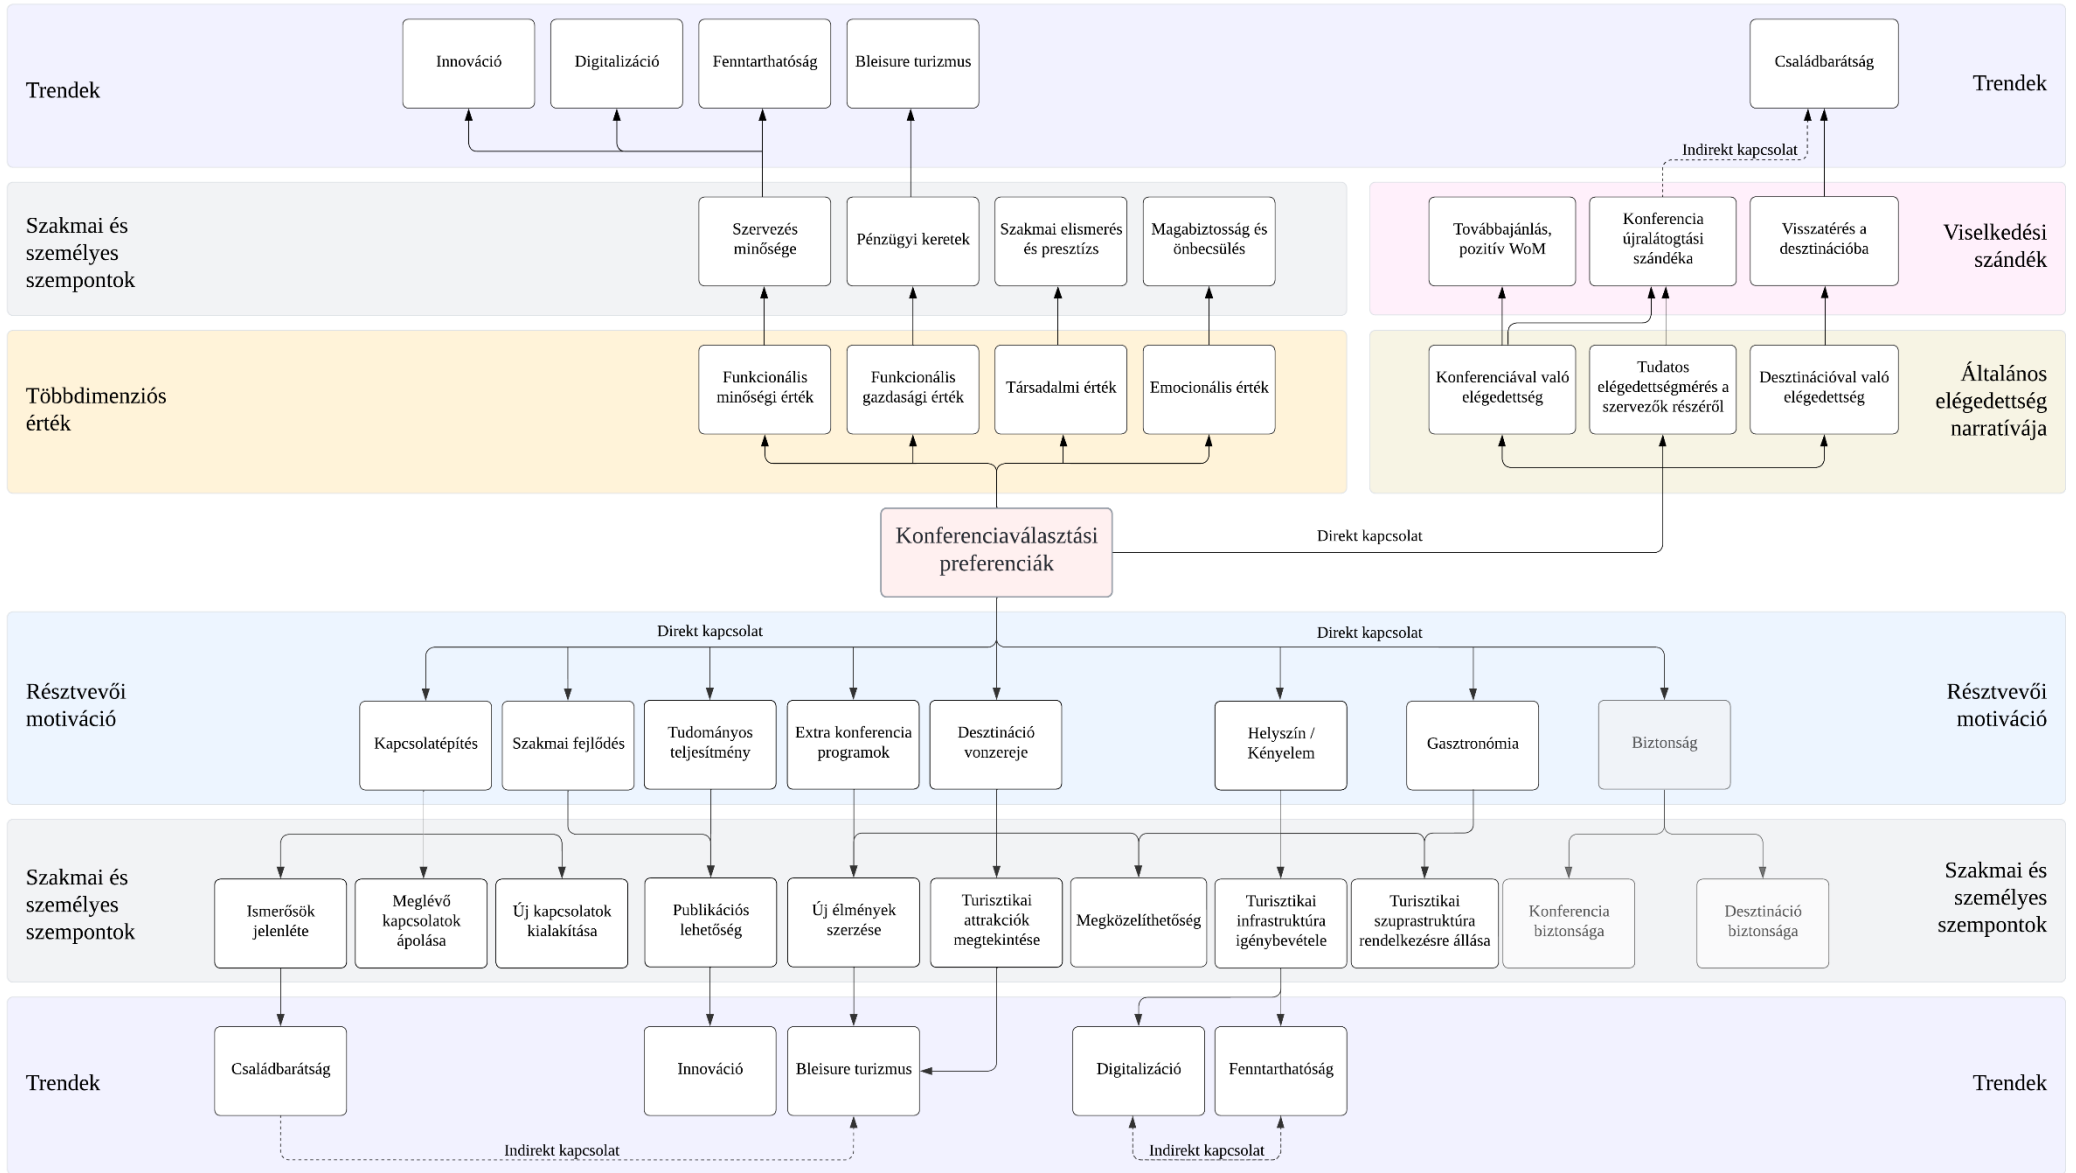 Trendek
Innováció
Digitalizáció
Fenntarthatóság
Bleisure turizmus
Családbarátság
Trendek
Indirekt kapcsolat
Szakmai és
személyes
szempontok
Szervezés
minősége
Pénzügyi keretek
Szakmai elismerés
és presztízs
Magabiztosság és
önbecsülés
Továbbajánlás,
pozitív WoM
Konferencia
újralátogtási
szándéka
Visszatérés a
desztinációba
Viselkedési
szándék
Többdimenziós
érték
Funkcionális
minőségi érték
Funkcionális
gazdasági érték
Társadalmi érték
Emocionális érték
Konferenciával való
elégedettség
Tudatos
elégedettségmérés a
szervezők részéről
Desztinációval való
elégedettség
Általános
elégedettség
narratívája
Konferenciaválasztási
preferenciák
Direkt kapcsolat
Direkt kapcsolat
Direkt kapcsolat
Résztvevői
motiváció
Kapcsolatépítés
Szakmai fejlődés
Tudományos
teljesítmény
Extra konferencia
programok
Desztináció
vonzereje
Helyszín /
Kényelem
Gasztronómia
Biztonság
Résztvevői
motiváció
Szakmai és
személyes
szempontok
Ismerősök
jelenléte
Meglévő
kapcsolatok
ápolása
Új kapcsolatok
kialakítása
Publikációs
lehetőség
Új élmények
szerzése
Turisztikai
attrakciók
megtekintése
Megközelíthetőség
Turisztikai
infrastruktúra
igénybevétele
Turisztikai
szuprastruktúra
rendelkezésre állása
Konferencia
biztonsága
Desztináció
biztonsága
Szakmai és
személyes
szempontok
Trendek
Családbarátság
Innováció
Bleisure turizmus
Digitalizáció
Fenntarthatóság
Trendek
Indirekt kapcsolat
Indirekt kapcsolat